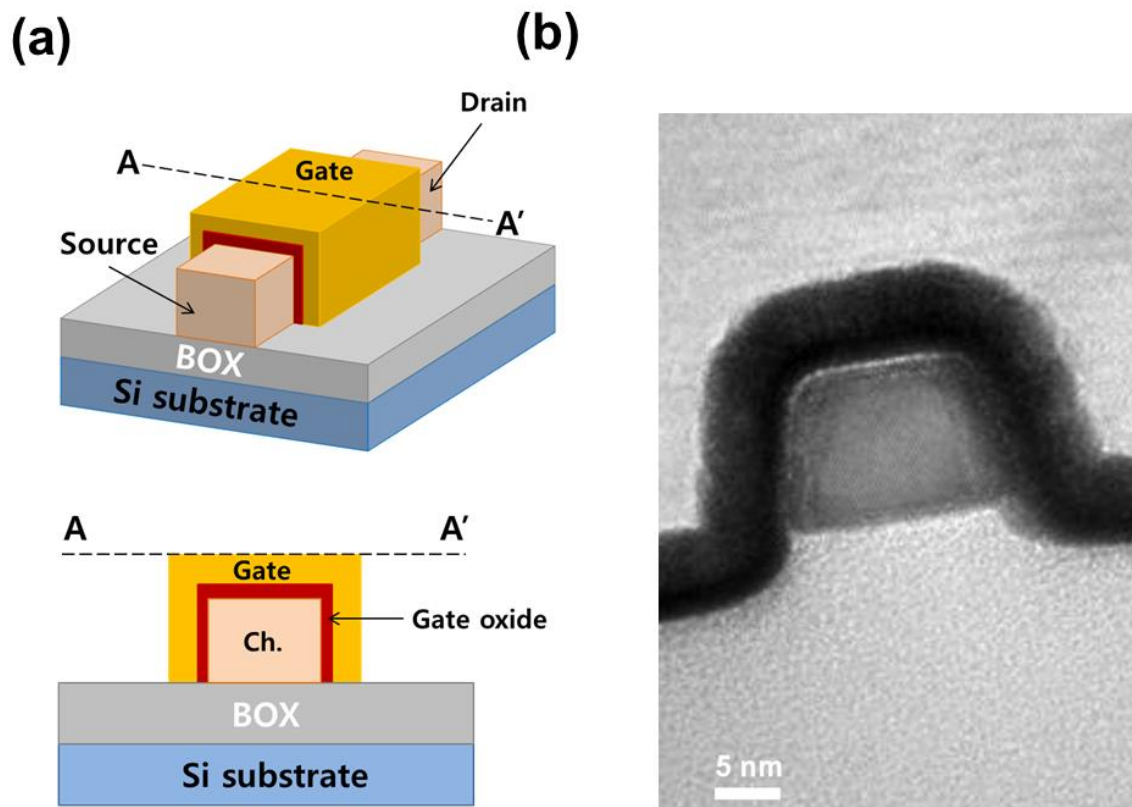 (a)
Drain
A
Gate
A'
Source
BOX
Si substrate
A
A'
Gate
Gate oxide
Ch.
BOX
Si substrate
(b)
5 nm